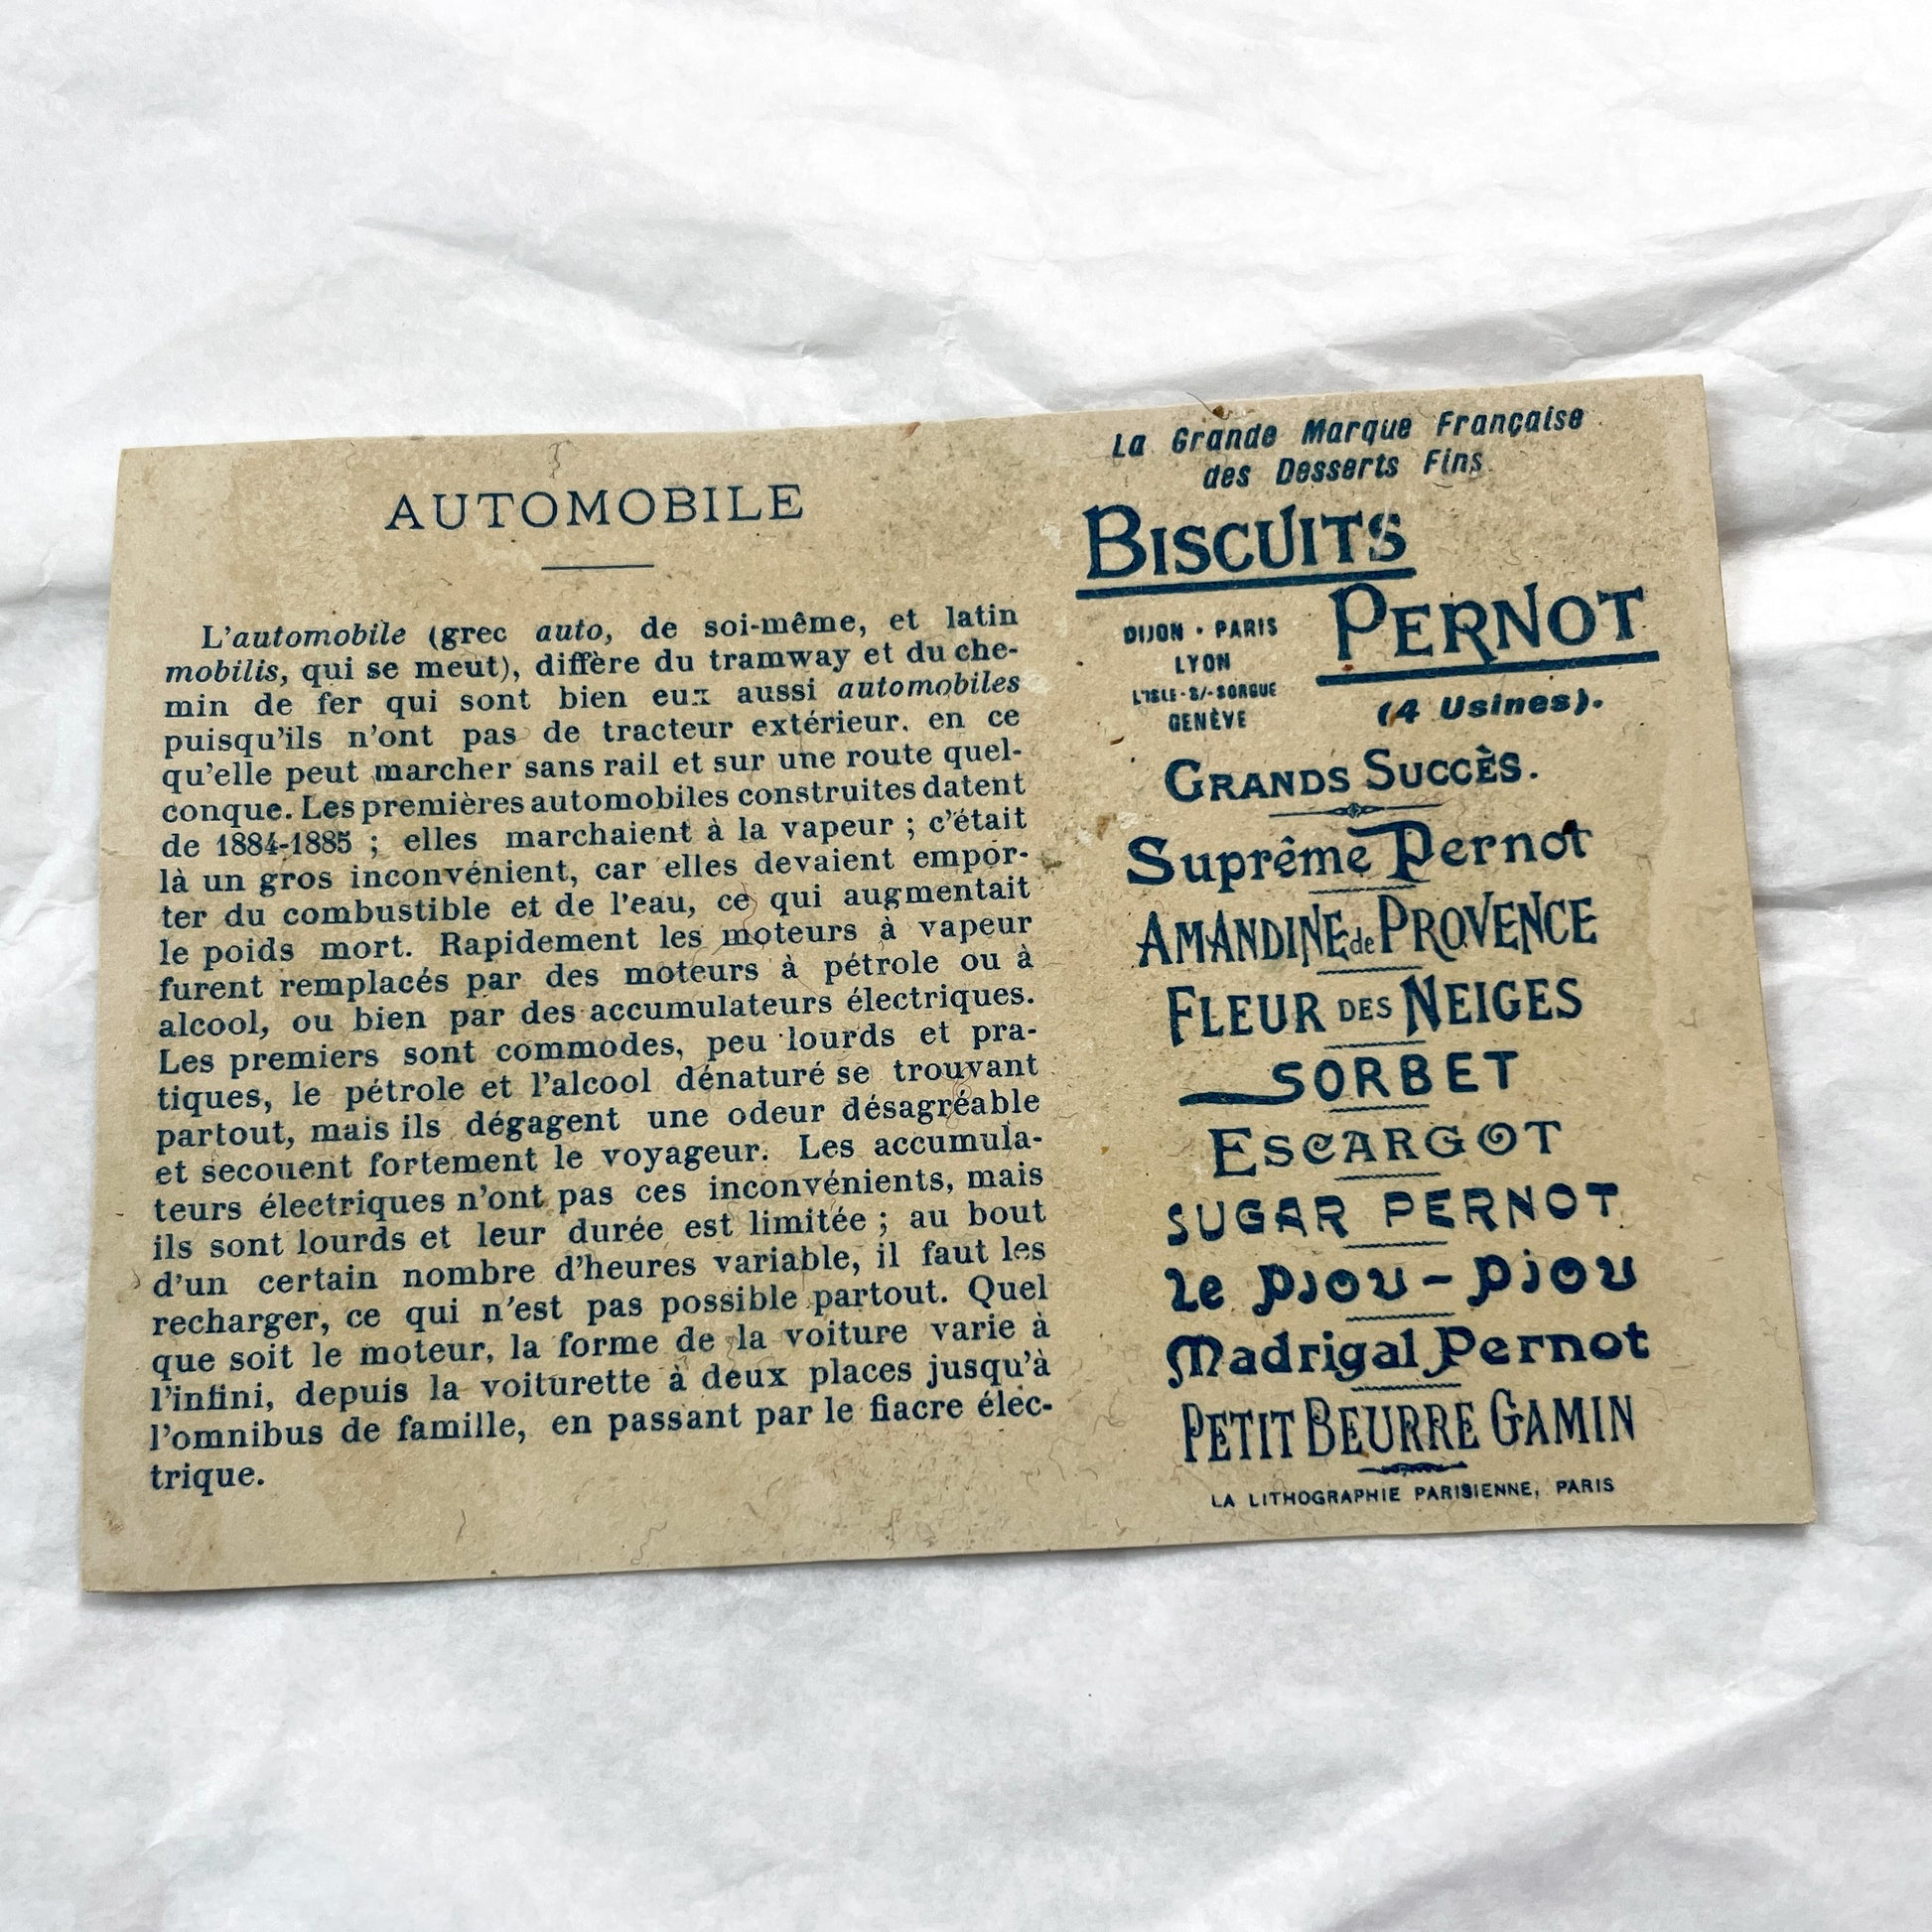 AUTOMOBILE
L'automobile (grec auto, de soi-même, et latin
mobilis, qui se meut), diffère du tramway et du che-
min de fer qui sont bien eux aussi automobiles
puisqu'ils n'ont pas de tracteur extérieur, en ce
qu'elle peut marcher sans rail et sur une route quel-
conque. Les premières automobiles construites datent
de 1884-1885 ; elles marchaient à la vapeur ; c'était
là un gros inconvénient, car elles devaient empor-
ter du combustible et de l'eau, ce qui augmentait
le poids mort. Rapidement les moteurs à vapeur
furent remplacés par des moteurs à pétrole ou à
alcool, ou bien par des accumulateurs électriques.
Les premiers sont commodes, peu lourds et pra-
tiques, le pétrole et l'alcool dénaturé se trouvant
partout, mais ils dégagent une odeur désagréable
et secouent fortement le voyageur. Les accumula-
teurs électriques n'ont pas ces inconvénients, mais
ils sont lourds et leur durée est limitée ; au bout
d'un certain nombre d'heures variable, il faut les
recharger, ce qui n'est pas possible partout. Quel
que soit le moteur, la forme de la voiture varie à
l'infini, depuis la voiturette à deux places jusqu'à
l'omnibus de famille, en passant par le fiacre élec-
trique.
La Grande Marque Française
des Desserts Fins
BISCUITS
PERNOT
DIJON · PARIS
LYON
L'ISLE-S/-SORGUE
GENÈVE
(4 Usines).
GRANDS SUCCÈS.
Suprême Pernot
AMANDINE de PROVENCE
FLEUR DES NEIGES
SORBET
ESCARGOT
SUGAR PERNOT
Le Piou-Piou
Madrigal Pernot
PETIT BEURRE GAMIN
LA LITHOGRAPHIE PARISIENNE, PARIS